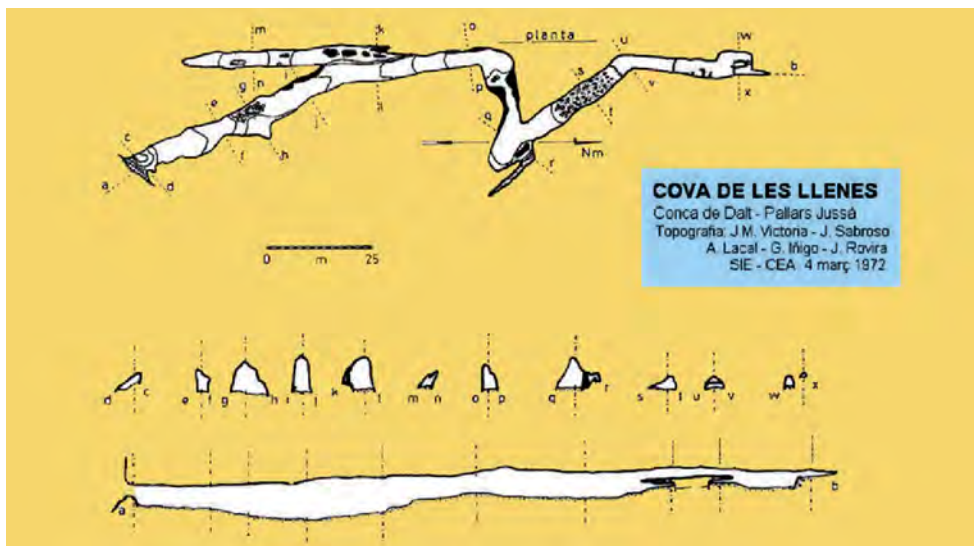 m
k
o
planta
u
w
g
n
l
s
v
b
e
p
x
j
q
t
c
f
h
Nm
a
d
r
COVA DE LES LLENES
Conca de Dalt - Pallars Jussá
Topografia: J.M. Victoria - J. Sabroso
A. Lacal - G. Iñigo - J. Rovira
SIE - CEA 4 març 1972
0 m 25
d c e f g h i j k l m n o p q r s t u v w x
a b